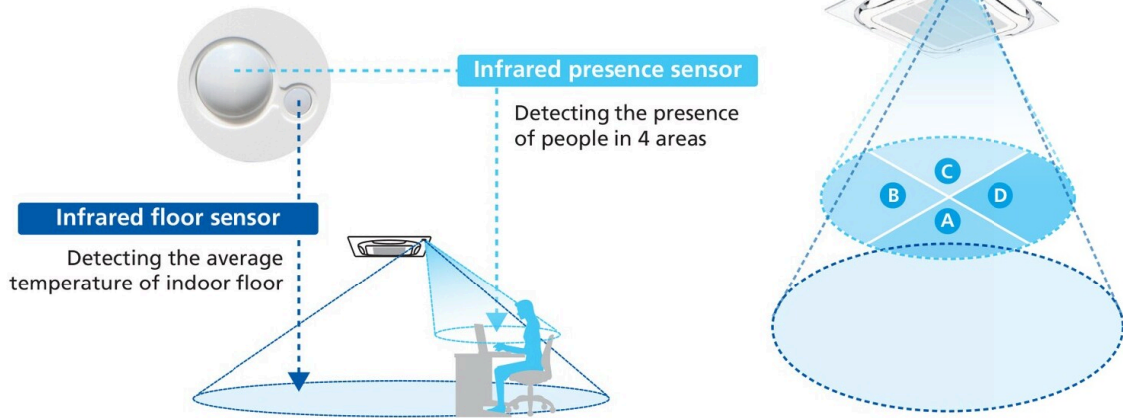 Infrared presence sensor
Detecting the presence
of people in 4 areas
Infrared floor sensor
Detecting the average
temperature of indoor floor
C
B
D
A